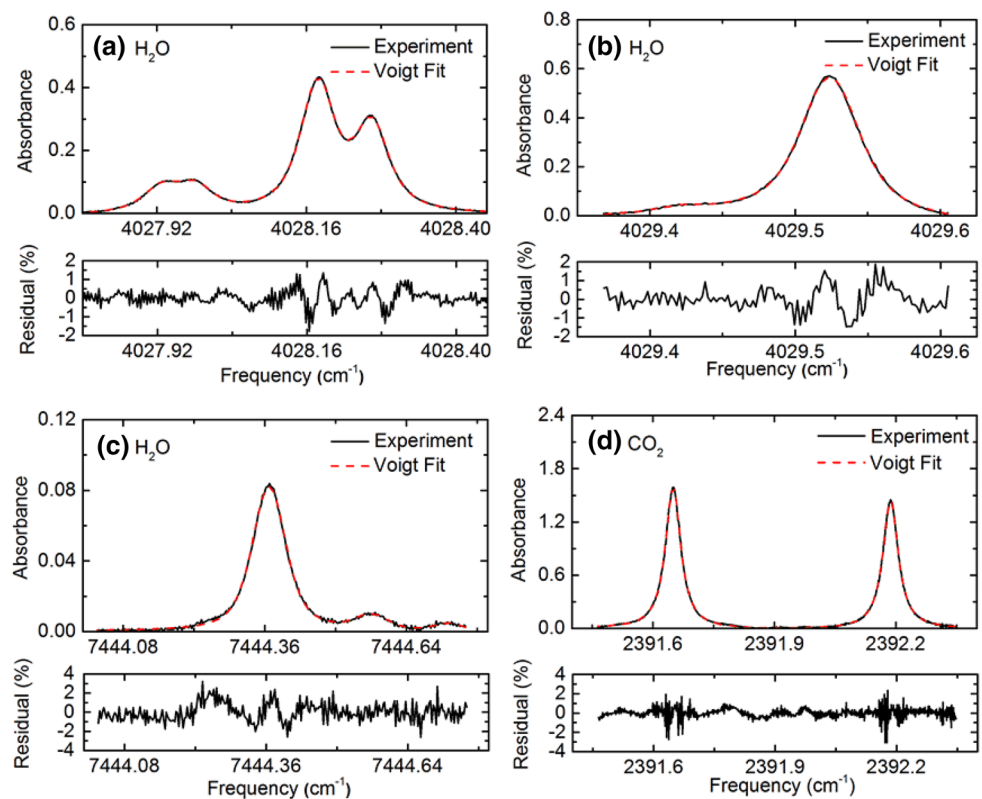 (a) H₂O
Experiment
Voigt Fit
Absorbance
0.6
0.4
0.2
0.0
4027.92 4028.16 4028.40
Residual (%)
2
1
0
-1
-2
4027.92 4028.16 4028.40
Frequency (cm⁻¹)
(b) H₂O
Experiment
Voigt Fit
Absorbance
0.8
0.6
0.4
0.2
0.0
4029.4 4029.5 4029.6
Residual (%)
2
1
0
-1
-2
4029.4 4029.5 4029.6
Frequency (cm⁻¹)
(c) H₂O
Experiment
Voigt Fit
Absorbance
0.12
0.08
0.04
0.00
7444.08 7444.36 7444.64
Residual (%)
4
2
0
-2
-4
7444.08 7444.36 7444.64
Frequency (cm⁻¹)
(d) CO₂
Experiment
Voigt Fit
Absorbance
2.4
1.8
1.2
0.6
0.0
2391.6 2391.9 2392.2
Residual (%)
4
2
0
-2
-4
2391.6 2391.9 2392.2
Frequency (cm⁻¹)